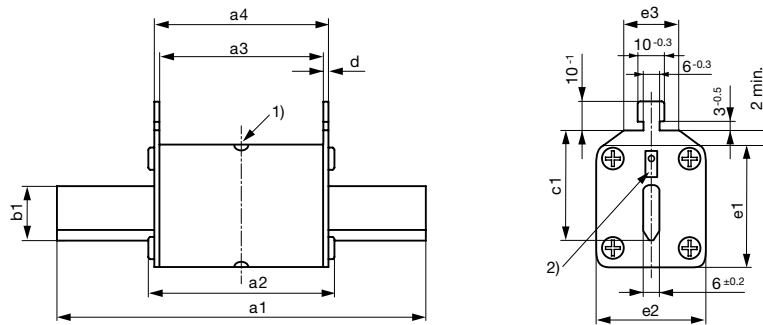 a4
a3
d
1)
b1
a2
a1
e3
10 -0.3
6 -0.3
10 -1
3 -0.5
2 min.
c1
e1
2)
6 ±0.2
e2